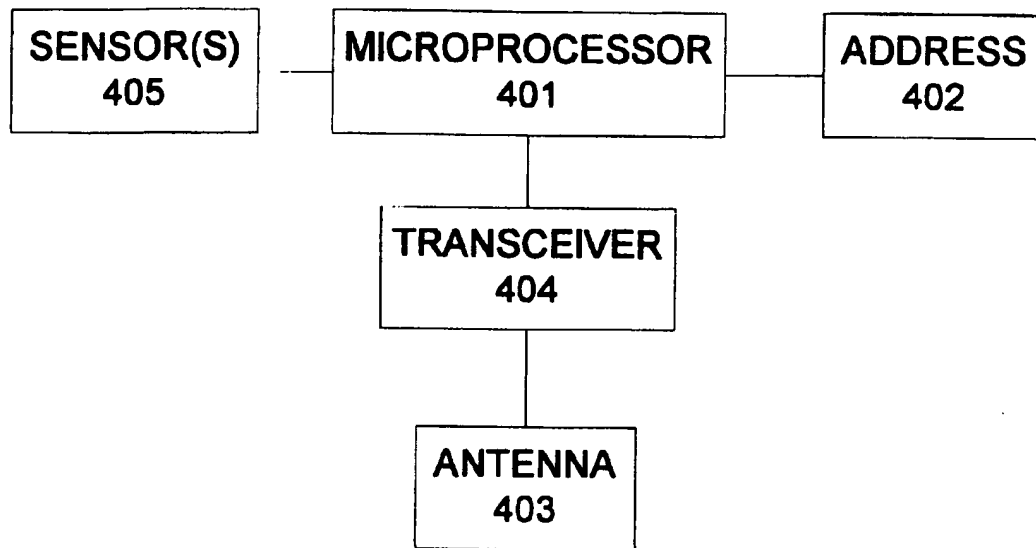 SENSOR(S)
405
MICROPROCESSOR
401
ADDRESS
402
TRANSCEIVER
404
ANTENNA
403